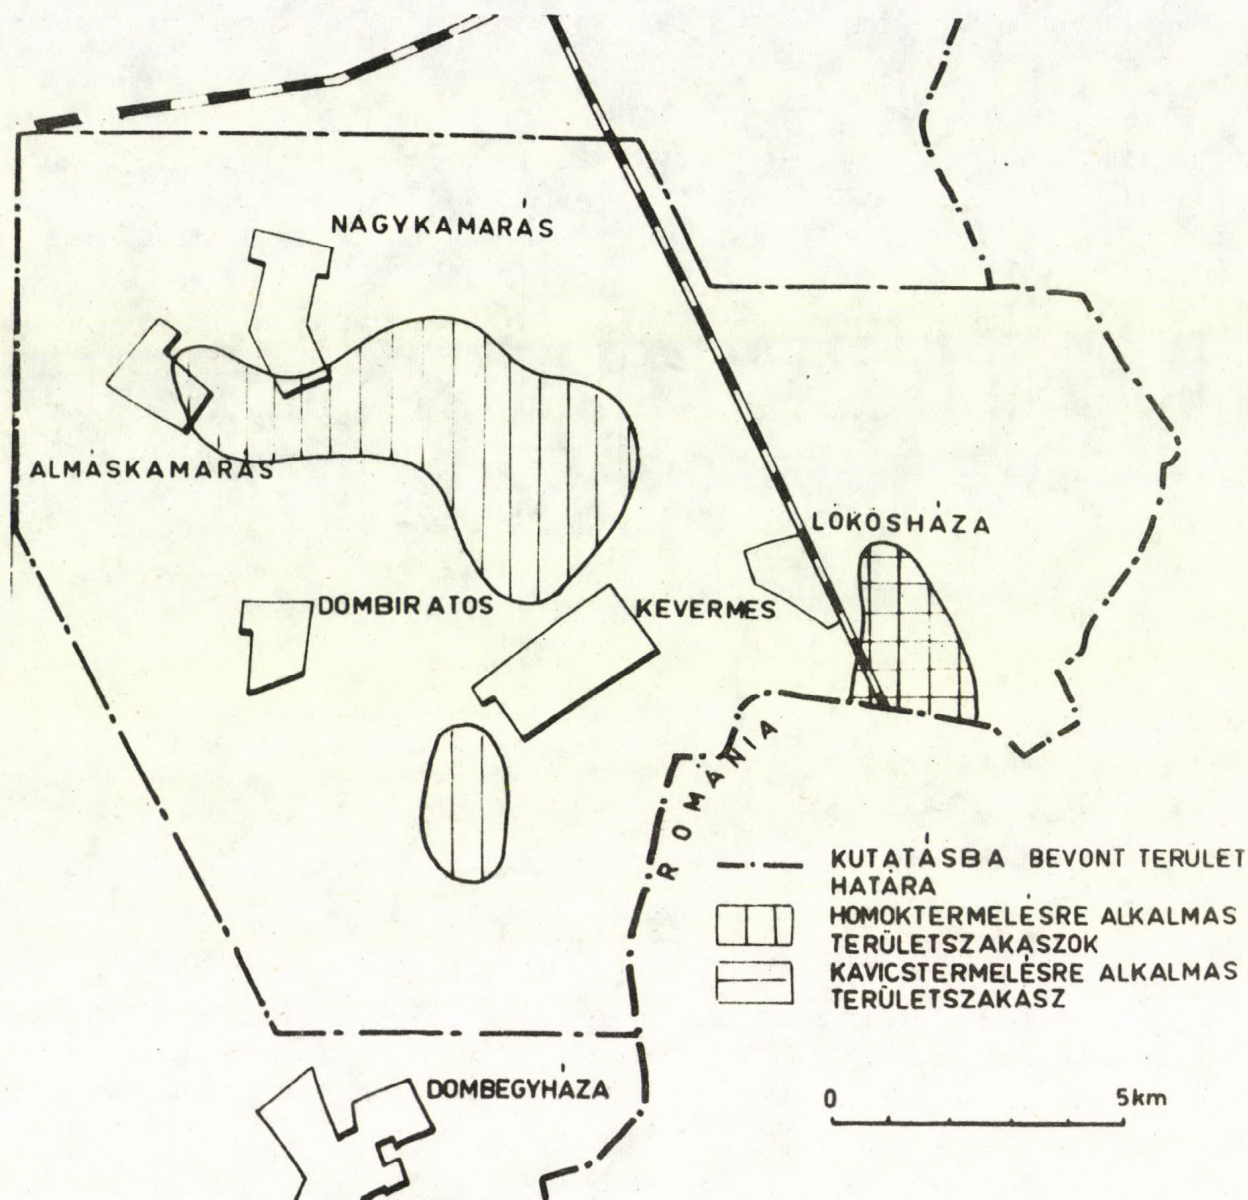 NAGYKAMARÁS
ALMÁSKAMARÁS
LŐKÖSHÁZA
DOMBIRATOS
KEVERMES
ROMÁNIA
KUTATÁSBA BEVONT TERÜLET
HATÁRA
HOMOKTERMELÉSRE ALKALMAS
TERÜLETSZAKASZOK
KAVICSTERMELÉSRE ALKALMAS
TERÜLETSZAKASZ
DOMBEGYHÁZA
0 5km